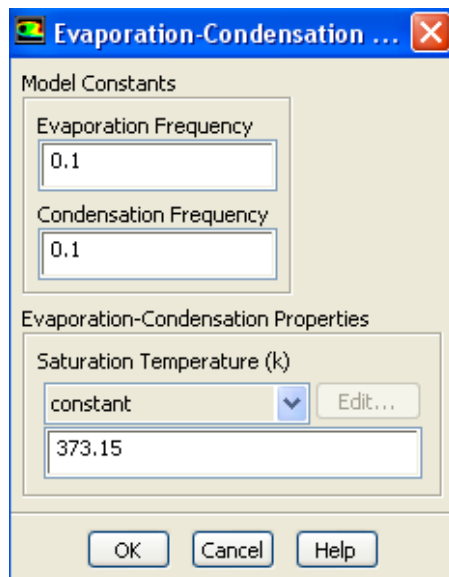 Evaporation-Condensation ...
Model Constants
Evaporation Frequency
0.1
Condensation Frequency
0.1
Evaporation-Condensation Properties
Saturation Temperature (k)
constant Edit...
373.15
OK Cancel Help